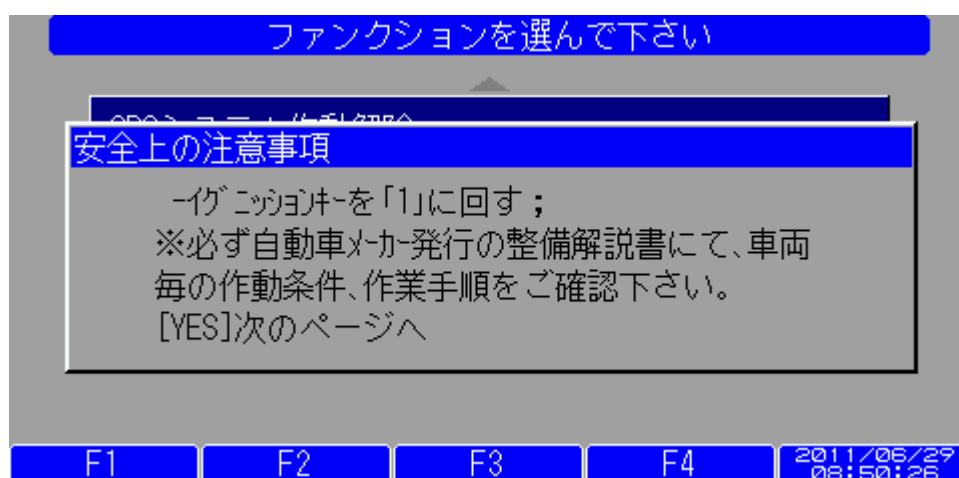 ファンクションを選んで下さい
安全上の注意事項
-ｲｸﾞﾆｯｼｮﾝｷｰを「1」に回す；
※必ず自動車ﾒｰｶｰ発行の整備解説書にて、車両
毎の作動条件、作業手順をご確認下さい。
[YES]次のページへ
F1 F2 F3 F4 2011/06/29
08:50:26